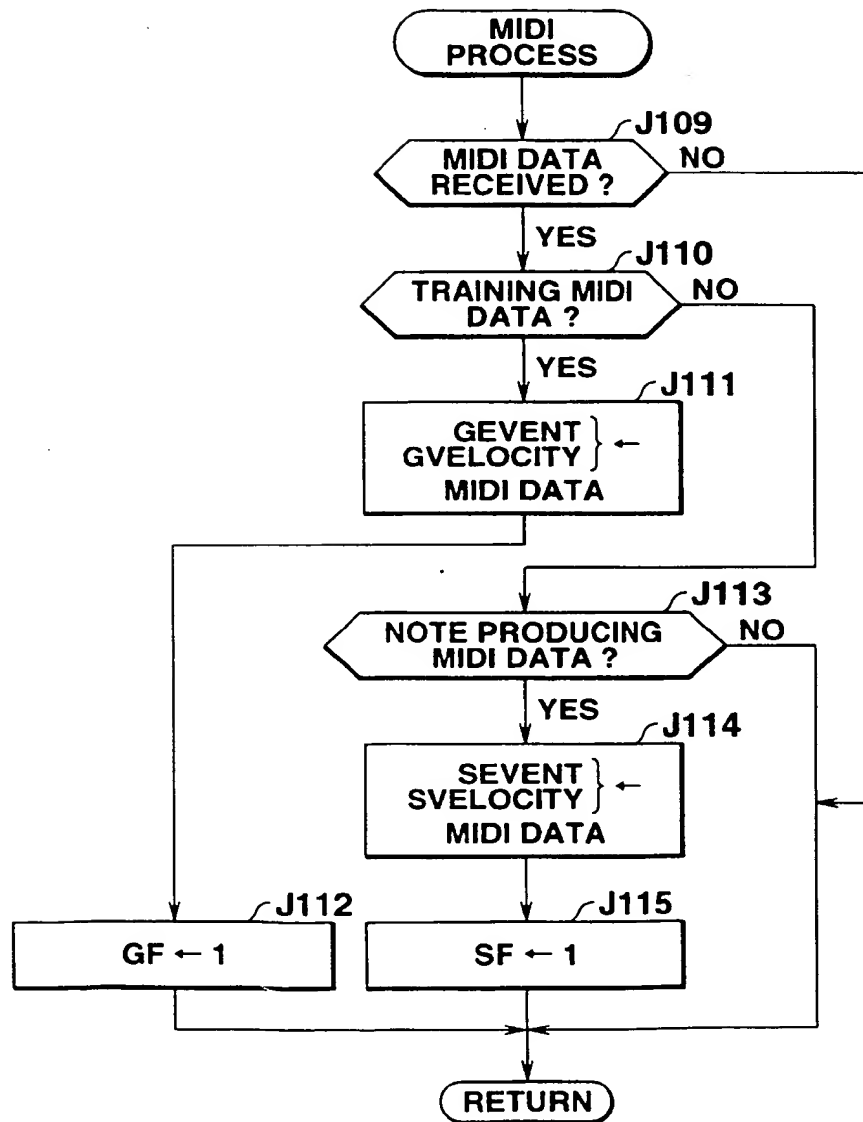 MIDI
PROCESS
J109
MIDI DATA
RECEIVED ?
NO
YES
J110
TRAINING MIDI
DATA ?
NO
YES
J111
GEVENT
GVELOCITY } ←
MIDI DATA
J113
NOTE PRODUCING
MIDI DATA ?
NO
YES
J114
SEVENT
SVELOCITY } ←
MIDI DATA
J112
GF ← 1
J115
SF ← 1
RETURN